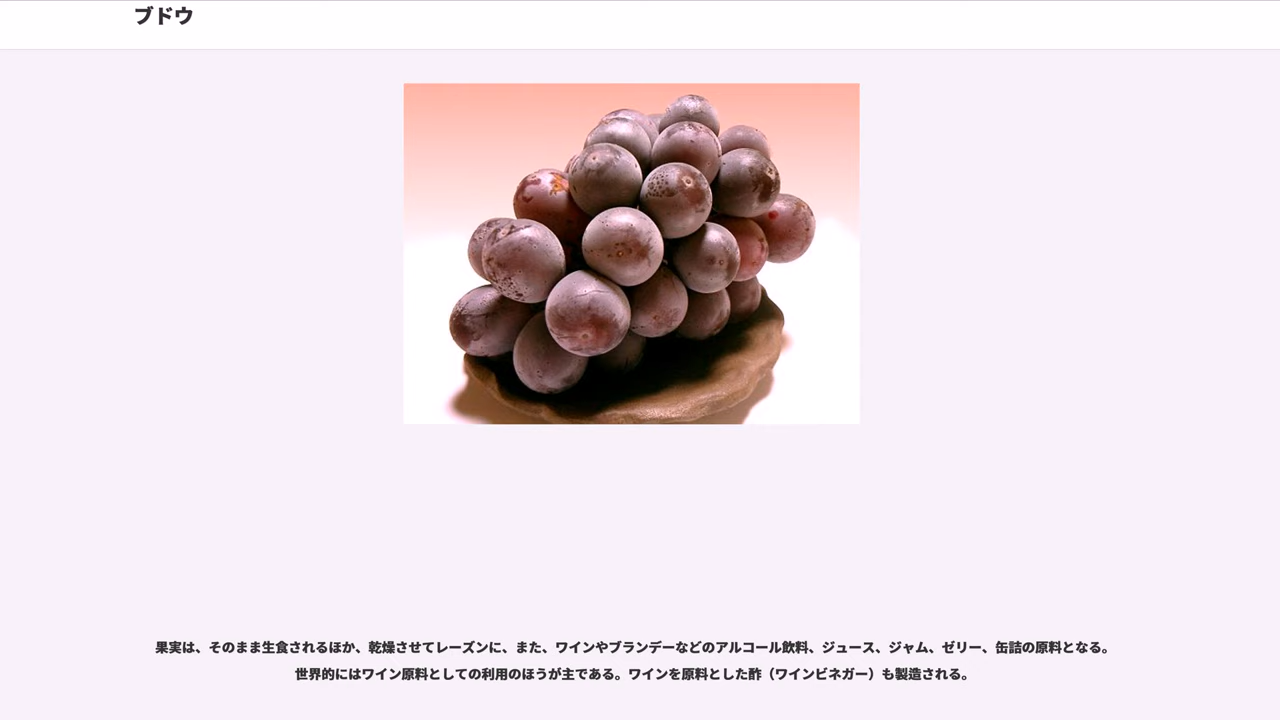 ブドウ
果実は、そのまま生食されるほか、乾燥させてレーズンに、また、ワインやブランデーなどのアルコール飲料、ジュース、ジャム、ゼリー、缶詰の原料となる。
世界的にはワイン原料としての利用のほうが主である。ワインを原料とした酢（ワインビネガー）も製造される。